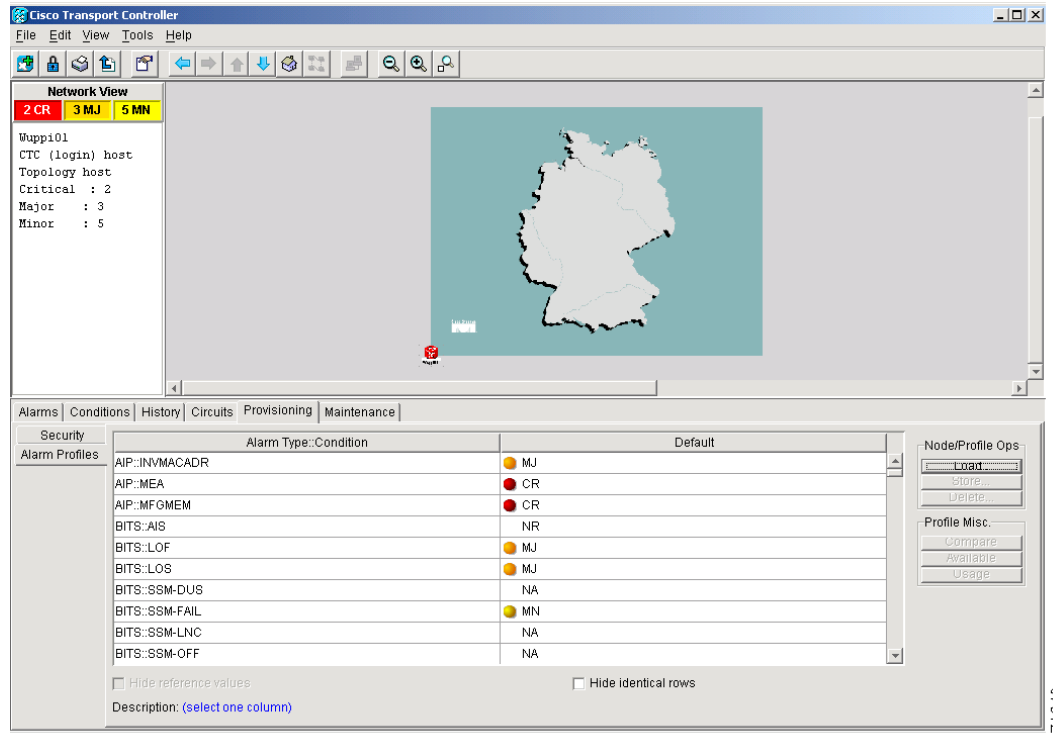 Cisco Transport Controller
File Edit View Tools Help
Network View
2 CR 3 MJ 5 MN
Wuppi01
CTC (login) host
Topology host
Critical : 2
Major : 3
Minor : 5
Alarms Conditions History Circuits Provisioning Maintenance
Security
Alarm Profiles
Alarm Type::Condition Default
AIP::INVMACADR MJ
AIP::MEA CR
AIP::MFGMEM CR
BITS::AIS NR
BITS::LOF MJ
BITS::LOS MJ
BITS::SSM-DUS NA
BITS::SSM-FAIL MN
BITS::SSM-LNC NA
BITS::SSM-OFF NA
Hide reference values
Hide identical rows
Description: (select one column)
Node/Profile Ops
Load...
Store...
Delete...
Profile Misc.
Compare
Available
Usage